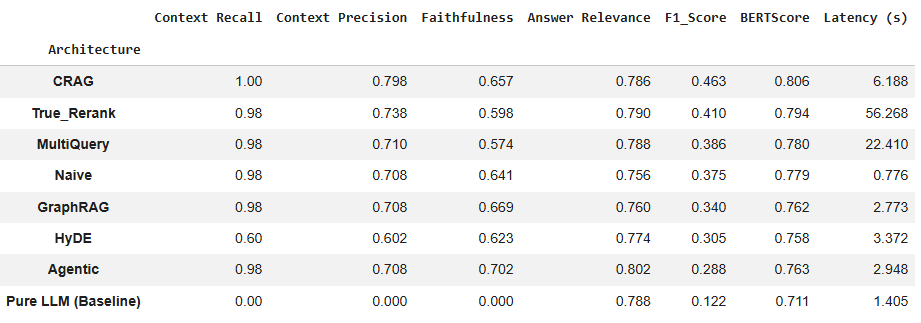 Context Recall Context Precision Faithfulness Answer Relevance F1_Score BERTScore Latency (s)
Architecture
CRAG 1.00 0.798 0.657 0.786 0.463 0.806 6.188
True_Rerank 0.98 0.738 0.598 0.790 0.410 0.794 56.268
MultiQuery 0.98 0.710 0.574 0.788 0.386 0.780 22.410
Naive 0.98 0.708 0.641 0.756 0.375 0.779 0.776
GraphRAG 0.98 0.708 0.669 0.760 0.340 0.762 2.773
HyDE 0.60 0.602 0.623 0.774 0.305 0.758 3.372
Agentic 0.98 0.708 0.702 0.802 0.288 0.763 2.948
Pure LLM (Baseline) 0.00 0.000 0.000 0.788 0.122 0.711 1.405